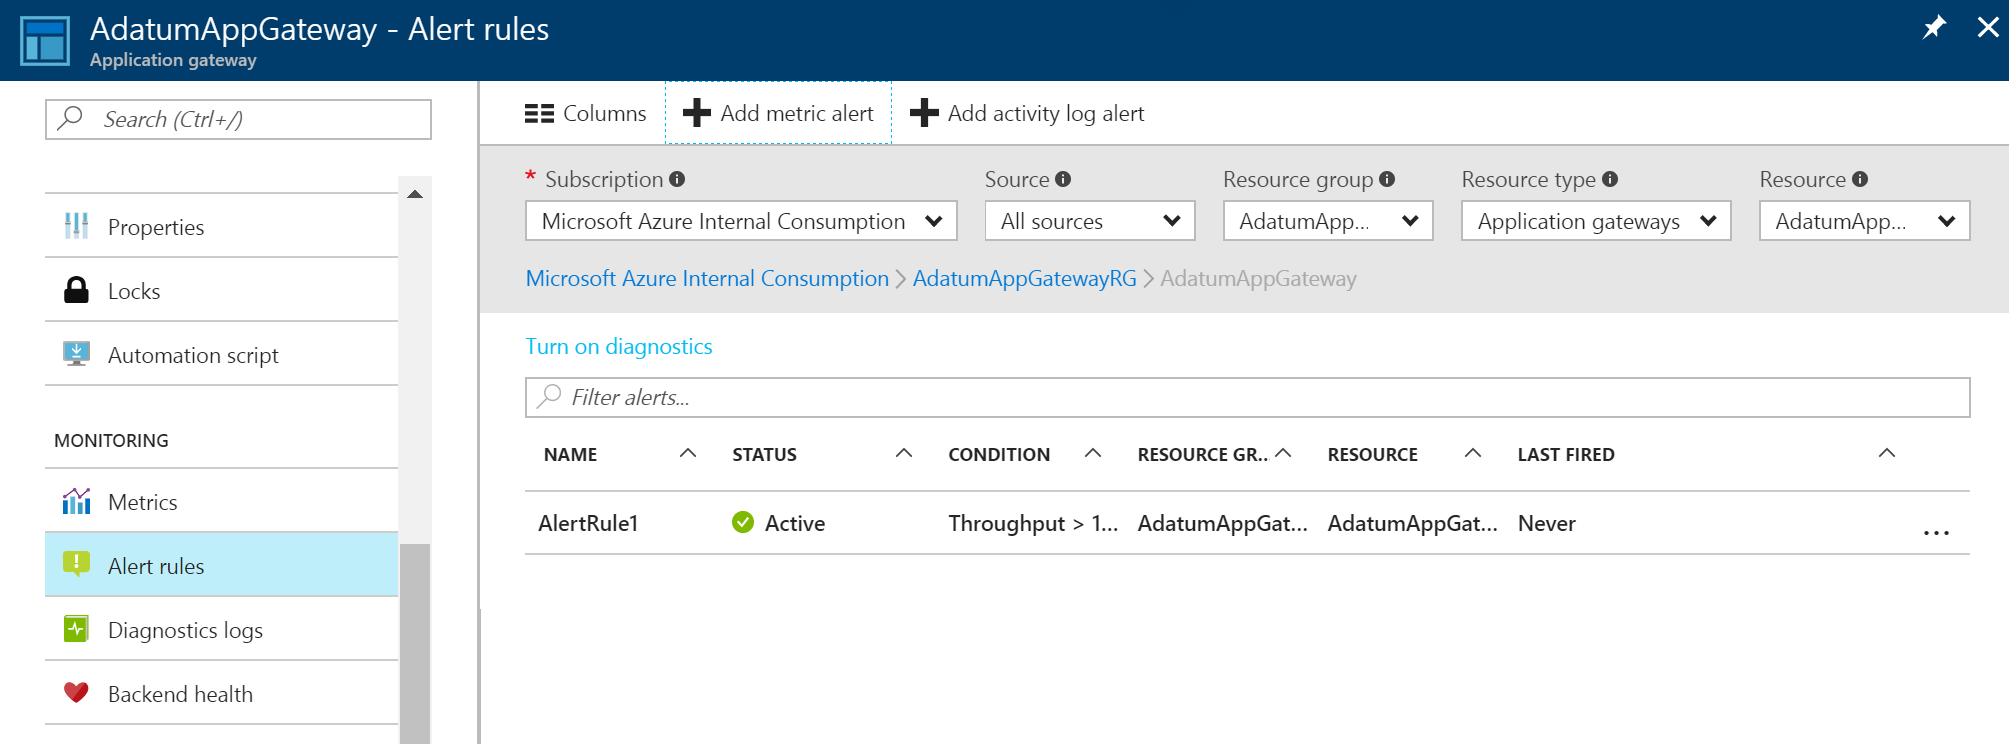 AdatumAppGateway - Alert rules
Application gateway
Search (Ctrl+/)
Properties
Locks
Automation script
MONITORING
Metrics
Alert rules
Diagnostics logs
Backend health
Columns Add metric alert Add activity log alert
* Subscription Source Resource group Resource type Resource
Microsoft Azure Internal Consumption All sources AdatumApp... Application gateways AdatumApp...
Microsoft Azure Internal Consumption > AdatumAppGatewayRG > AdatumAppGateway
Turn on diagnostics
Filter alerts...
NAME STATUS CONDITION RESOURCE GR... RESOURCE LAST FIRED
AlertRule1 Active Throughput > 1... AdatumAppGat... AdatumAppGat... Never ...